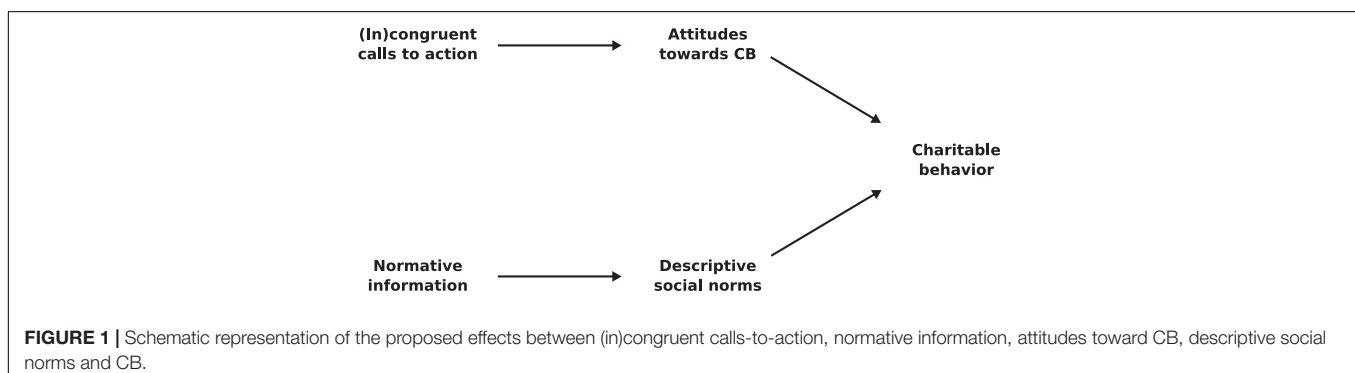 (In)congruent
calls to action
Attitudes
towards CB
Charitable
behavior
Normative
information
Descriptive
social norms
FIGURE 1 | Schematic representation of the proposed effects between (in)congruent calls-to-action, normative information, attitudes toward CB, descriptive social
norms and CB.